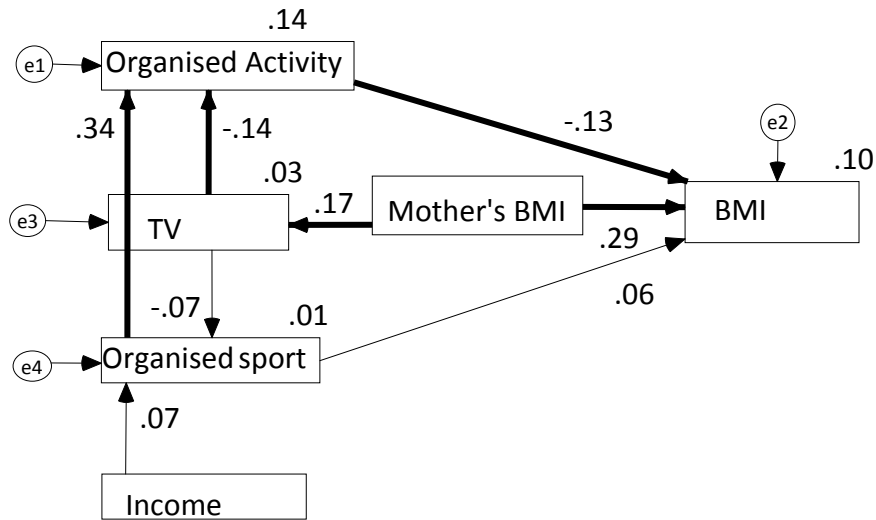 .14
e1
Organised Activity
.34
-.14
-.13
e2
.10
.03
e3
TV
.17
Mother's BMI
BMI
.29
-.07
.01
.06
e4
Organised sport
.07
Income